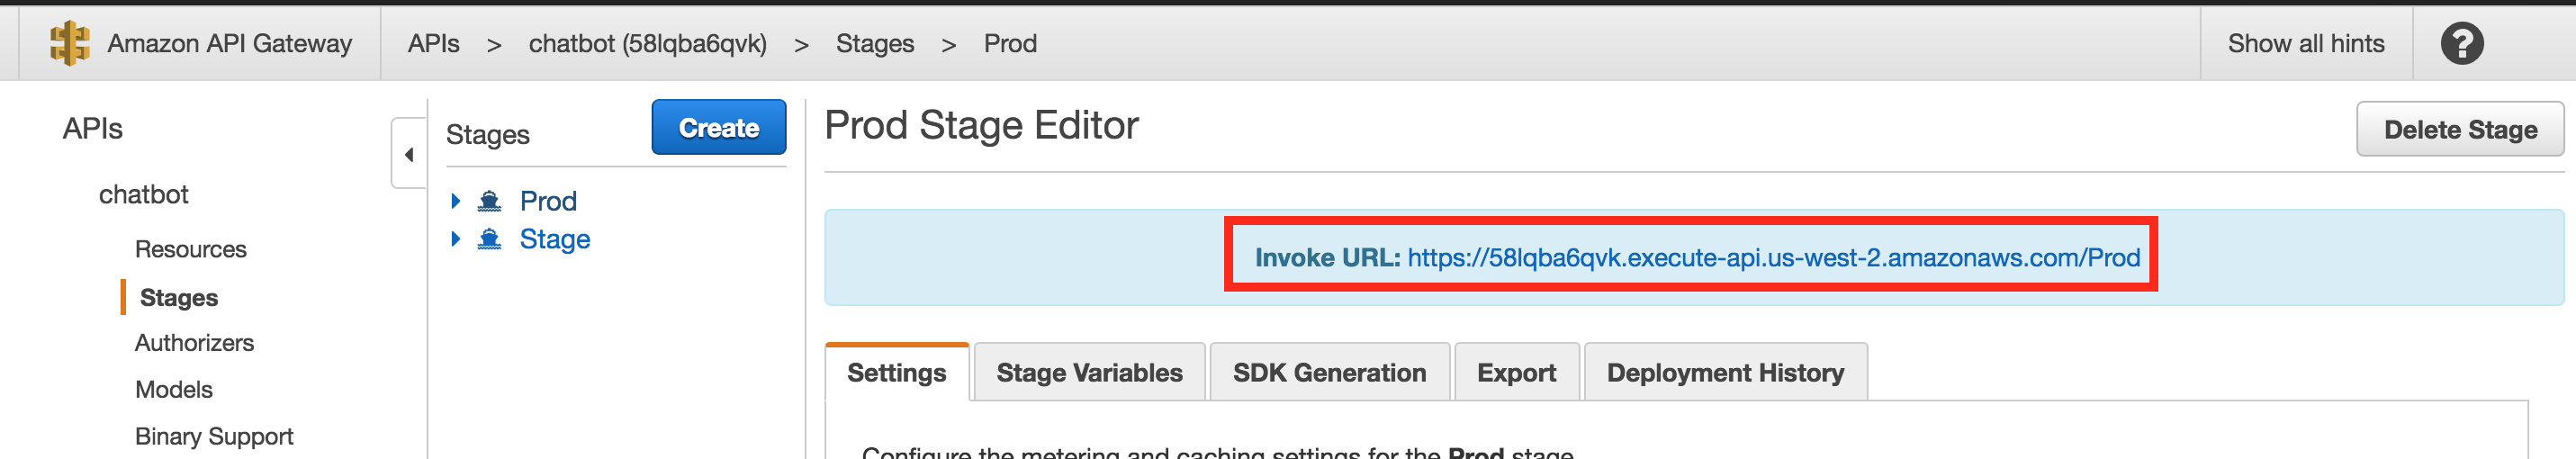 Amazon API Gateway
APIs > chatbot (58lqba6qvk) > Stages > Prod
Show all hints
?
APIs
chatbot
Resources
Stages
Authorizers
Models
Binary Support
Stages
Create
Prod
Stage
Prod Stage Editor
Delete Stage
Invoke URL: https://58lqba6qvk.execute-api.us-west-2.amazonaws.com/Prod
Settings
Stage Variables
SDK Generation
Export
Deployment History
Configure the metering and caching settings for the Prod stage